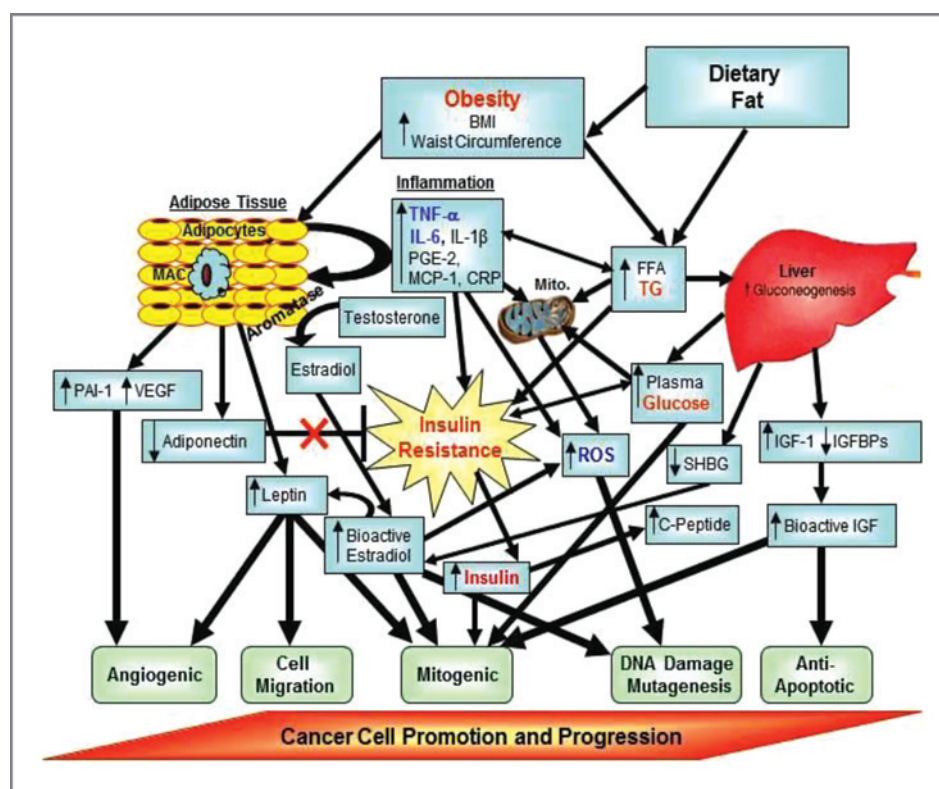 Dietary
Fat
Obesity
↑ BMI
Waist Circumference
Inflammation
Adipose Tissue
Adipocytes
MAC
Aromatase
↑ TNF-α
IL-6, IL-1β
PGE-2,
MCP-1, CRP
Mito.
↑ FFA
TG
Liver
↑ Gluconeogenesis
Testosterone
Estradiol
↑ PAI-1 ↑ VEGF
↓ Adiponectin
Insulin
Resistance
↑ Plasma
Glucose
↑ ROS
↓ SHBG
↑ IGF-1 ↓ IGFBPs
↑ Leptin
↑ Bioactive
Estradiol
↑ Insulin
↑ C-Peptide
↑ Bioactive IGF
Angiogenic
Cell
Migration
Mitogenic
DNA Damage
Mutagenesis
Anti-
Apoptotic
Cancer Cell Promotion and Progression